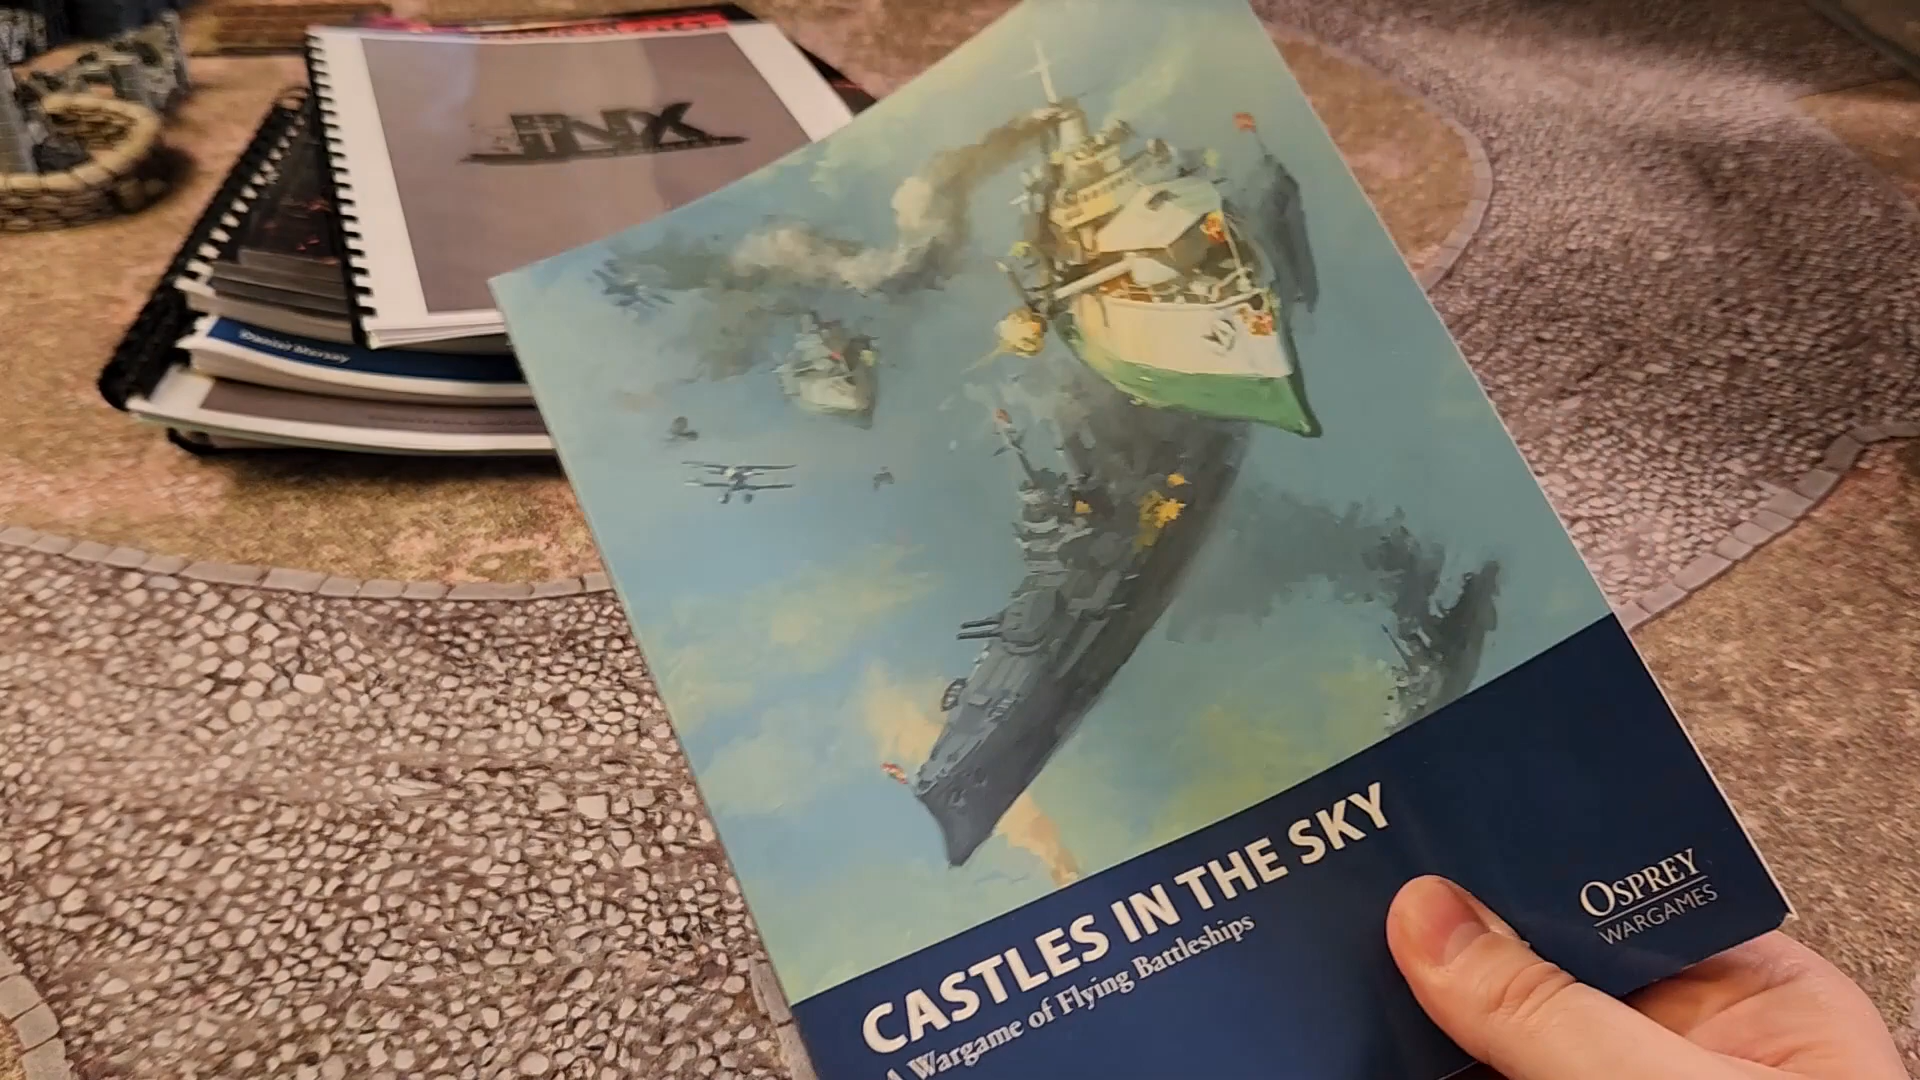 CASTLES IN THE SKY
A Wargame of Flying Battleships
OSPREY
WARGAMES